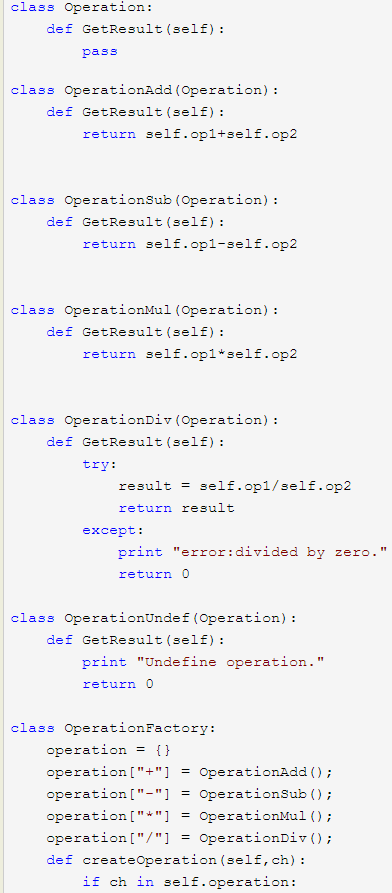 class Operation:
    def GetResult(self):
        pass
class OperationAdd(Operation):
    def GetResult(self):
        return self.op1+self.op2
class OperationSub(Operation):
    def GetResult(self):
        return self.op1-self.op2
class OperationMul(Operation):
    def GetResult(self):
        return self.op1*self.op2
class OperationDiv(Operation):
    def GetResult(self):
        try:
            result = self.op1/self.op2
            return result
        except:
            print "error:divided by zero."
            return 0
class OperationUndef(Operation):
    def GetResult(self):
        print "Undefine operation."
        return 0
class OperationFactory:
    operation = {}
    operation["+"] = OperationAdd();
    operation["-"] = OperationSub();
    operation["*"] = OperationMul();
    operation["/"] = OperationDiv();
    def createOperation(self,ch):
        if ch in self.operation: